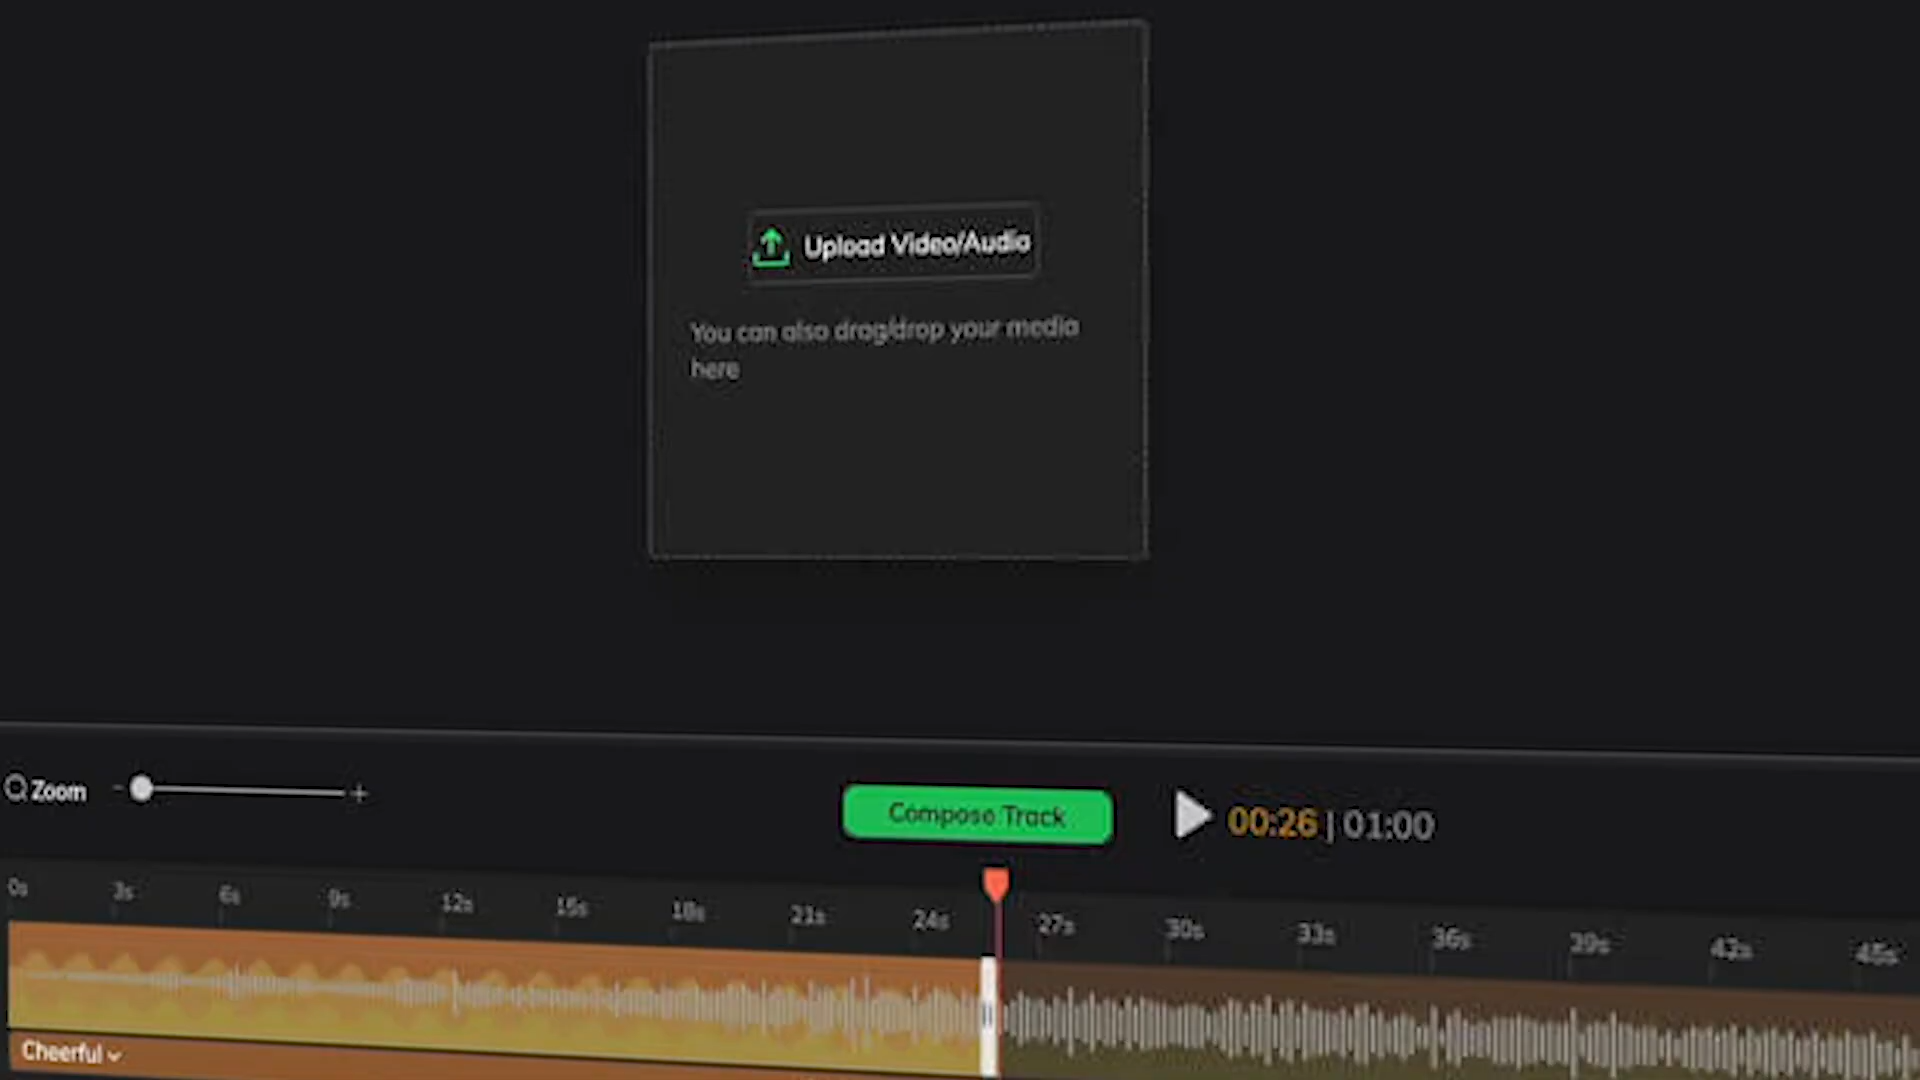 Upload Video/Audio
You can also drag/drop your media
here
Zoom - +
Compose Track
00:26 | 01:00
0s 3s 6s 9s 12s 15s 18s 21s 24s 27s 30s 33s 36s 39s 42s 45s
Cheerful